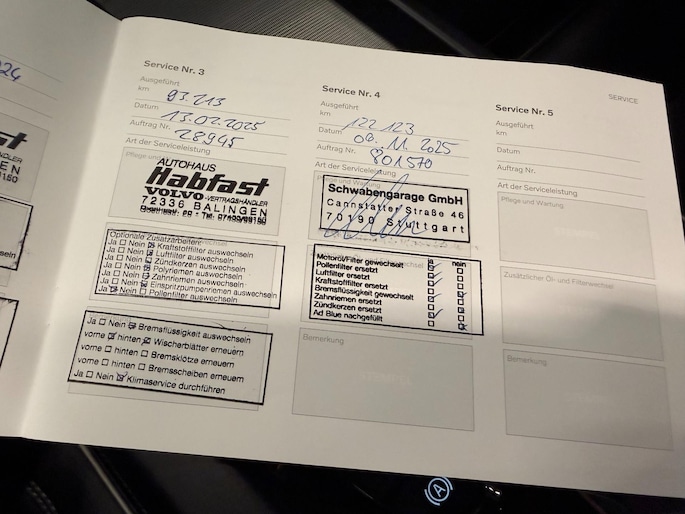 SERVICE
Service Nr. 3
Ausgeführt
km 93.213
Datum 13.02.2025
Auftrag Nr. 28945
Art der Serviceleistung
AUTOHAUS
Habfast
VOLVO-VERTRAGSHÄNDLER
72336 BALINGEN
Optionale Zusatzarbeiten:
Ja ☐ Nein ☒ Kraftstofffilter auswechseln
Ja ☐ Nein ☒ Luftfilter auswechseln
Ja ☐ Nein ☒ Zündkerzen auswechseln
Ja ☐ Nein ☒ Polyriemen auswechseln
Ja ☐ Nein ☒ Zahnriemen auswechseln
Ja ☐ Nein ☒ Einspritzpumpenriemen auswechseln
Ja ☒ Nein ☐ Pollenfilter auswechseln
Ja ☐ Nein ☒ Bremsflüssigkeit auswechseln
vorne ☒ hinten ☒ Wischerblätter erneuern
vorne ☐ hinten ☐ Bremsklötze erneuern
vorne ☐ hinten ☐ Bremsscheiben erneuern
Ja ☐ Nein ☒ Klimaservice durchführen
Service Nr. 4
Ausgeführt
km 122 123
Datum 11. 2025
Auftrag Nr. 801570
Art der Serviceleistung
Pflege und Wartung
Schwabengarage GmbH
Cannstatter Straße 46
70190 Stuttgart
ja nein
Motoröl/Filter gewechselt
Pollenfilter ersetzt
Luftfilter ersetzt
Kraftstofffilter ersetzt
Bremsflüssigkeit gewechselt
Zahnriemen ersetzt
Zündkerzen ersetzt
Ad Blue nachgefüllt
Bemerkung
Service Nr. 5
Ausgeführt
km
Datum
Auftrag Nr.
Art der Serviceleistung
Pflege und Wartung
Zusätzlicher Öl- und Filterwechsel
Bemerkung